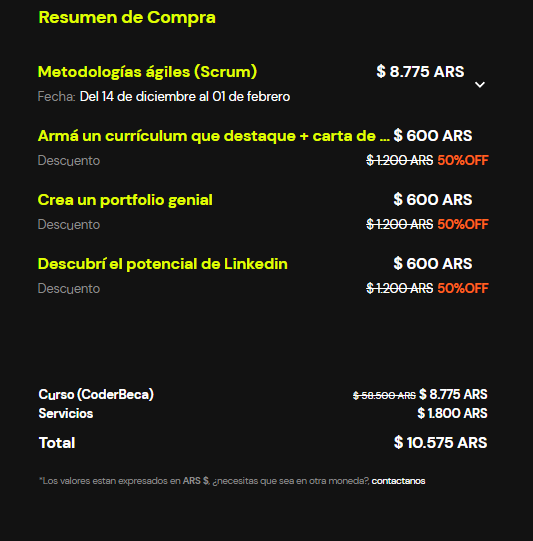 Resumen de Compra
Metodologías ágiles (Scrum) $ 8.775 ARS
Fecha: Del 14 de diciembre al 01 de febrero
Armá un currículum que destaque + carta de ... $ 600 ARS
Descuento $ 1.200 ARS 50%OFF
Crea un portfolio genial $ 600 ARS
Descuento $ 1.200 ARS 50%OFF
Descubrí el potencial de Linkedin $ 600 ARS
Descuento $ 1.200 ARS 50%OFF
Curso (CoderBeca) $ 58.500 ARS $ 8.775 ARS
Servicios $ 1.800 ARS
Total $ 10.575 ARS
*Los valores estan expresados en ARS $, ¿necesitas que sea en otra moneda?, contactanos